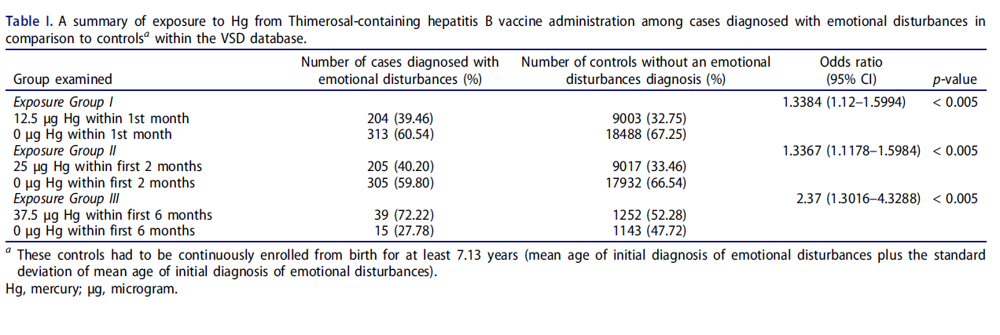 Table I. A summary of exposure to Hg from Thimerosal-containing hepatitis B vaccine administration among cases diagnosed with emotional disturbances in
comparison to controlsa within the VSD database.
Group examined Number of cases diagnosed with emotional disturbances (%) Number of controls without an emotional disturbances diagnosis (%) Odds ratio (95% CI) p-value
Exposure Group I 1.3384 (1.12–1.5994) < 0.005
12.5 µg Hg within 1st month 204 (39.46) 9003 (32.75)
0 µg Hg within 1st month 313 (60.54) 18488 (67.25)
Exposure Group II 1.3367 (1.1178–1.5984) < 0.005
25 µg Hg within first 2 months 205 (40.20) 9017 (33.46)
0 µg Hg within first 2 months 305 (59.80) 17932 (66.54)
Exposure Group III 2.37 (1.3016–4.3288) < 0.005
37.5 µg Hg within first 6 months 39 (72.22) 1252 (52.28)
0 µg Hg within first 6 months 15 (27.78) 1143 (47.72)
a These controls had to be continuously enrolled from birth for at least 7.13 years (mean age of initial diagnosis of emotional disturbances plus the standard
deviation of mean age of initial diagnosis of emotional disturbances).
Hg, mercury; µg, microgram.